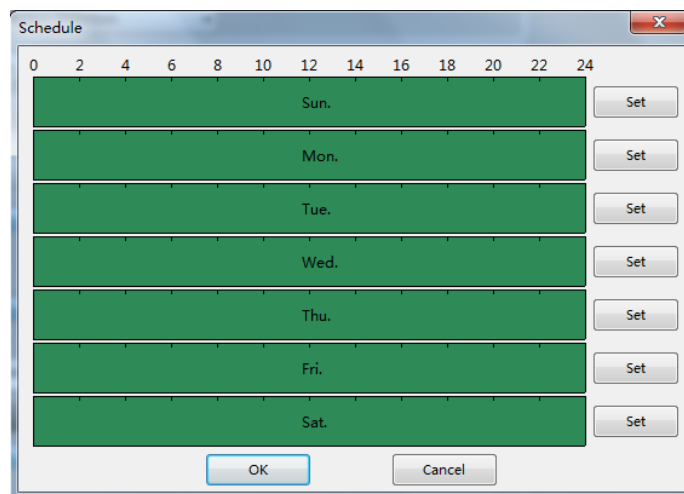 Schedule
0 2 4 6 8 10 12 14 16 18 20 22 24
Sun. Set
Mon. Set
Tue. Set
Wed. Set
Thu. Set
Fri. Set
Sat. Set
OK Cancel